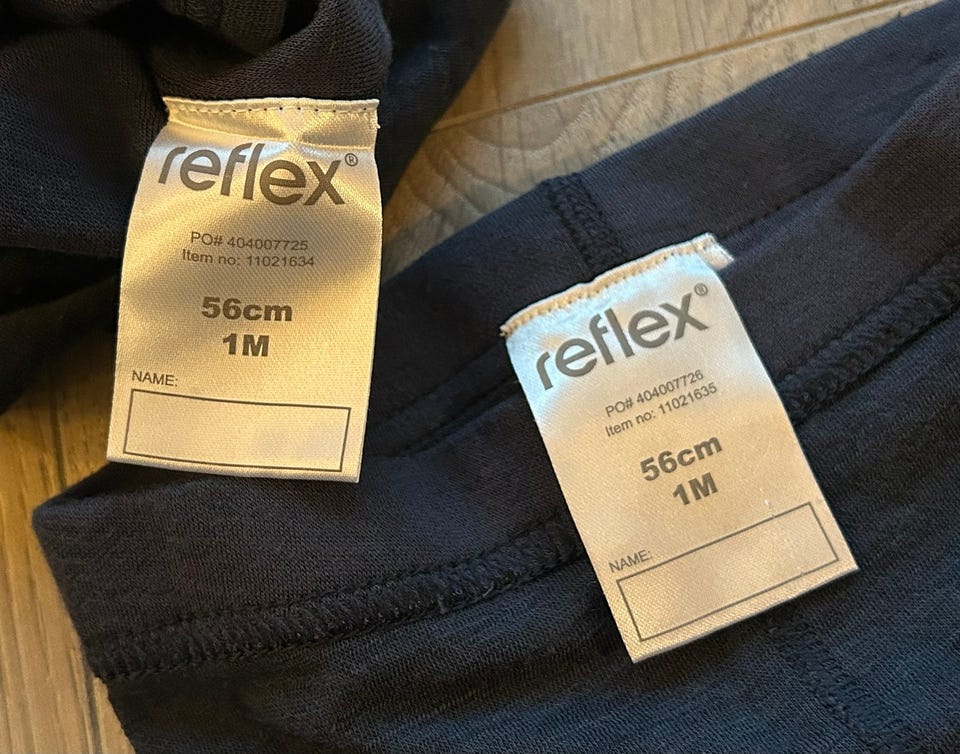 reflex®
PO# 404007725
Item no: 11021634
56cm
1M
NAME:
reflex®
PO# 404007726
Item no: 11021635
56cm
1M
NAME: